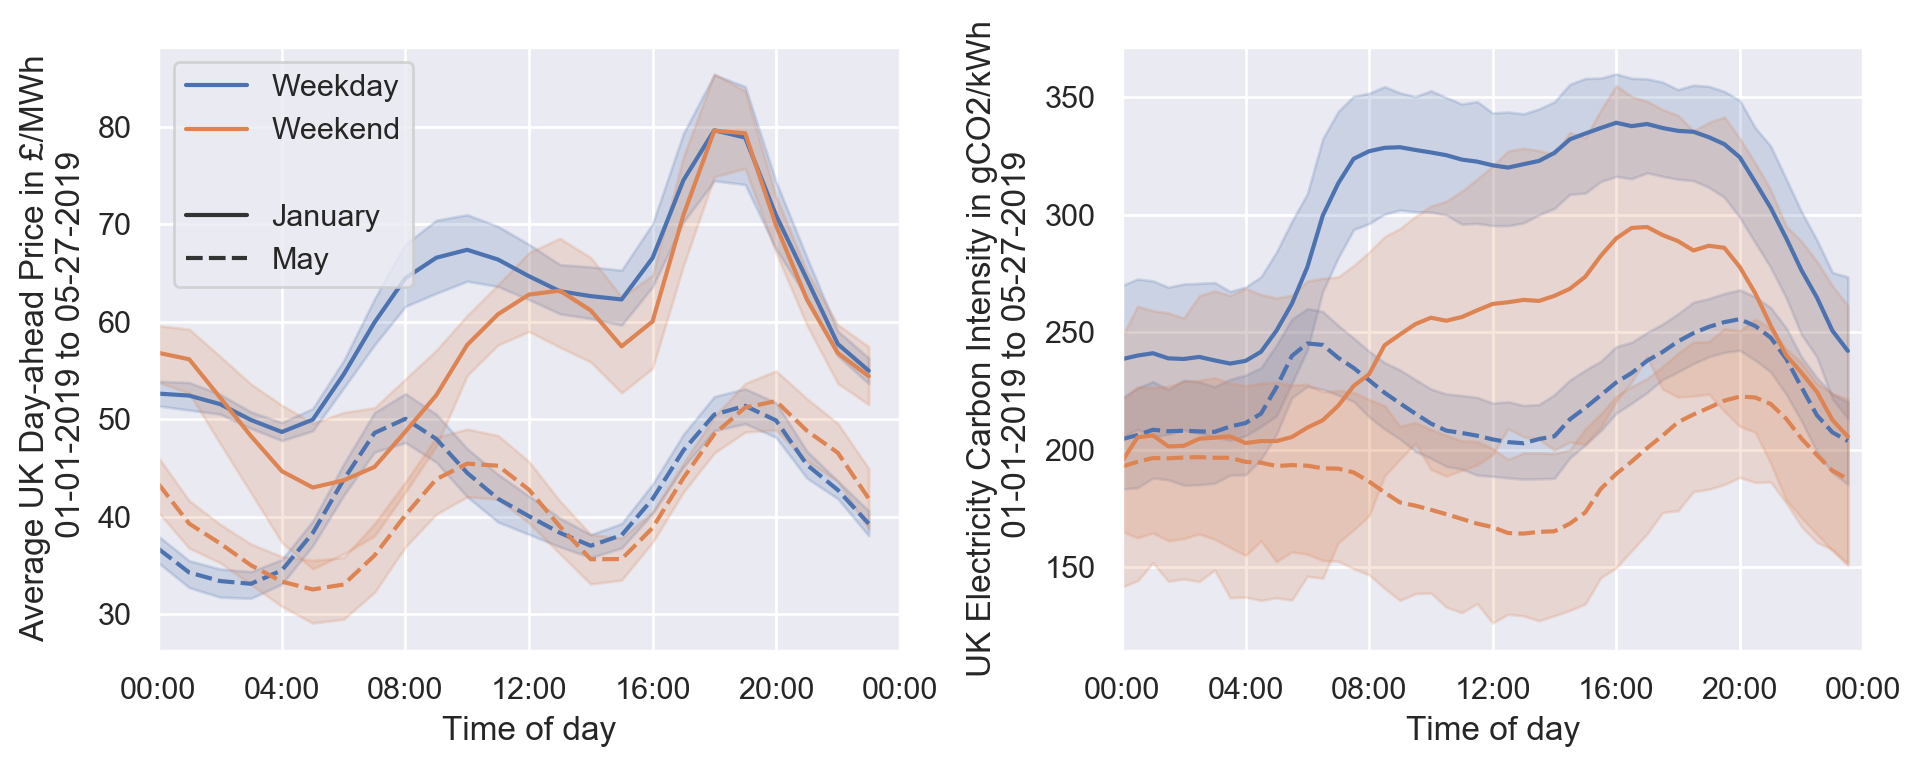 Average UK Day-ahead Price in £/MWh
01-01-2019 to 05-27-2019
80
70
60
50
40
30
Weekday
Weekend
January
May
00:00 04:00 08:00 12:00 16:00 20:00 00:00
Time of day
UK Electricity Carbon Intensity in gCO2/kWh
01-01-2019 to 05-27-2019
350
300
250
200
150
00:00 04:00 08:00 12:00 16:00 20:00 00:00
Time of day